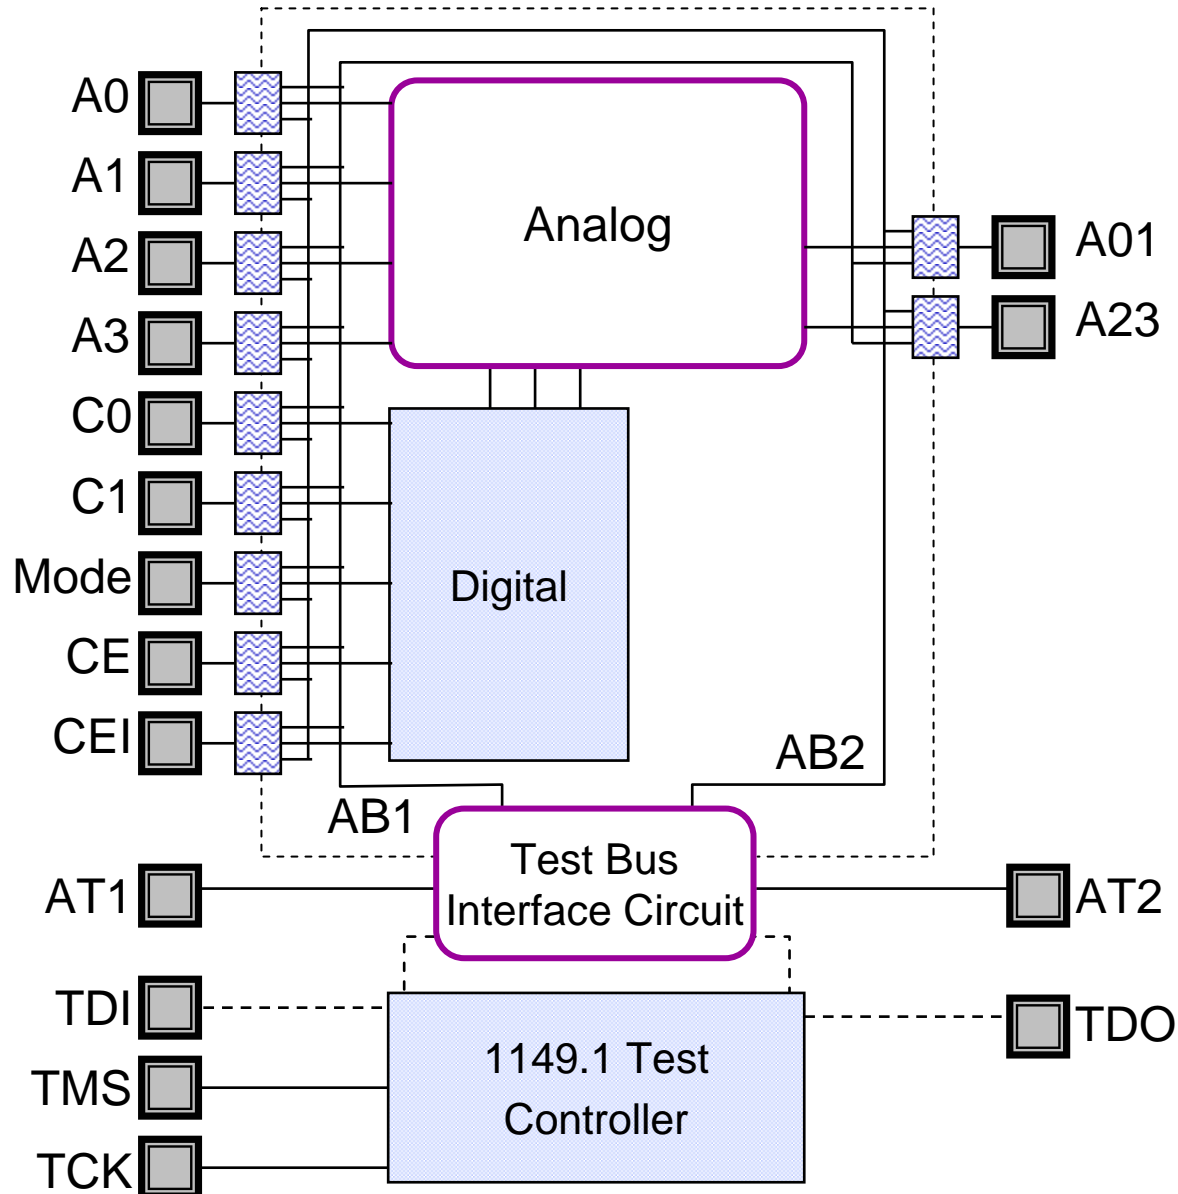 A0
A1
A2
A3
C0
C1
Mode
CE
CEI
Analog
A01
A23
Digital
AB2
AB1
Test Bus
Interface Circuit
AT1
AT2
TDI
TDO
TMS
TCK
1149.1 Test
Controller